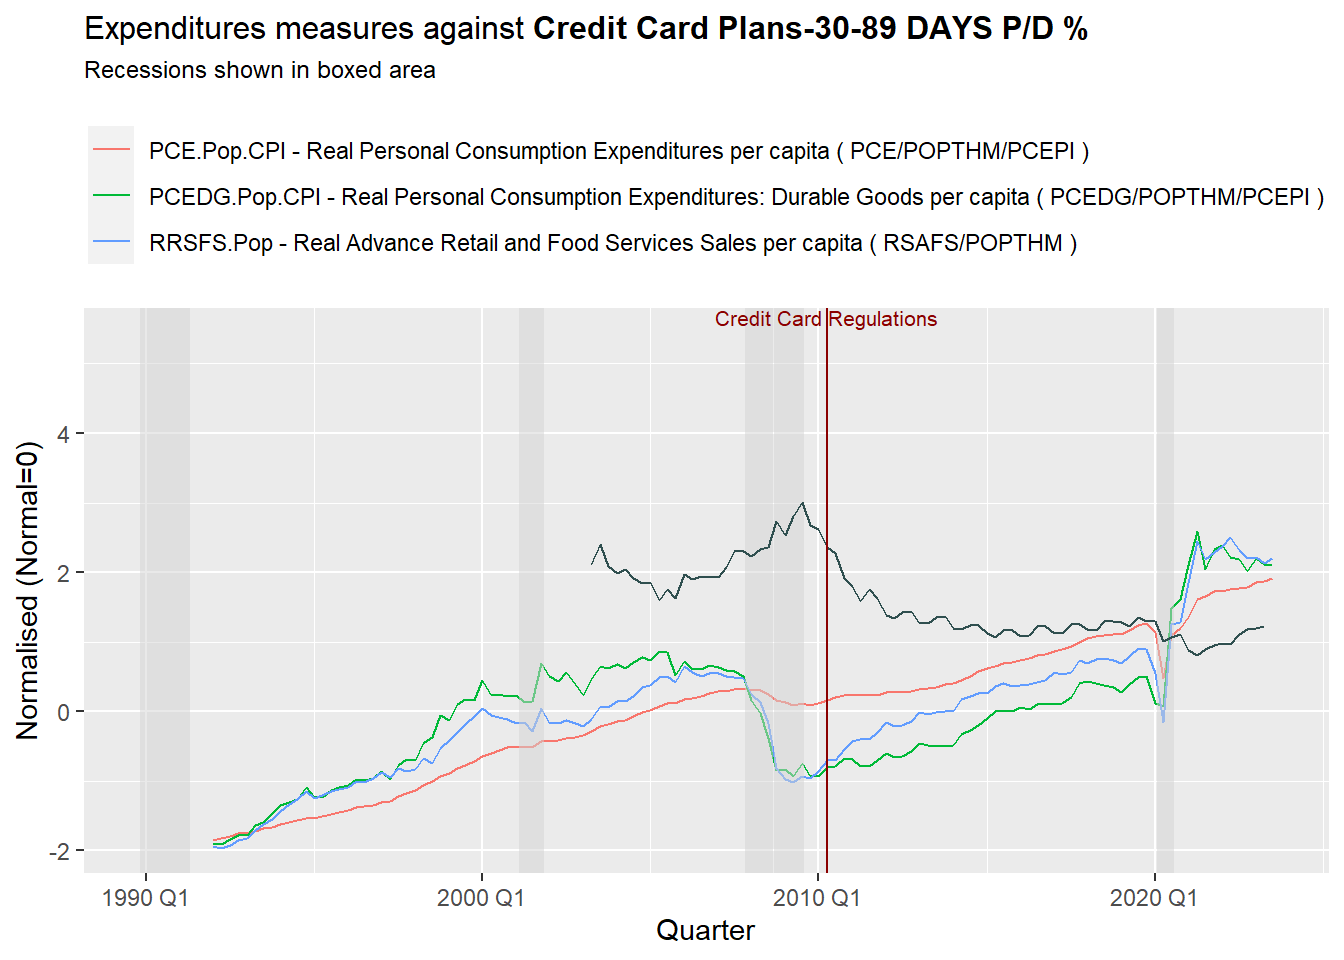 Expenditures measures against Credit Card Plans-30-89 DAYS P/D %
Recessions shown in boxed area
PCE.Pop.CPI - Real Personal Consumption Expenditures per capita ( PCE/POPTHM/PCEPI )
PCEDG.Pop.CPI - Real Personal Consumption Expenditures: Durable Goods per capita ( PCEDG/POPTHM/PCEPI )
RRSFS.Pop - Real Advance Retail and Food Services Sales per capita ( RSAFS/POPTHM )
Credit Card Regulations
Normalised (Normal=0)
4
2
0
-2
1990 Q1
2000 Q1
2010 Q1
2020 Q1
Quarter